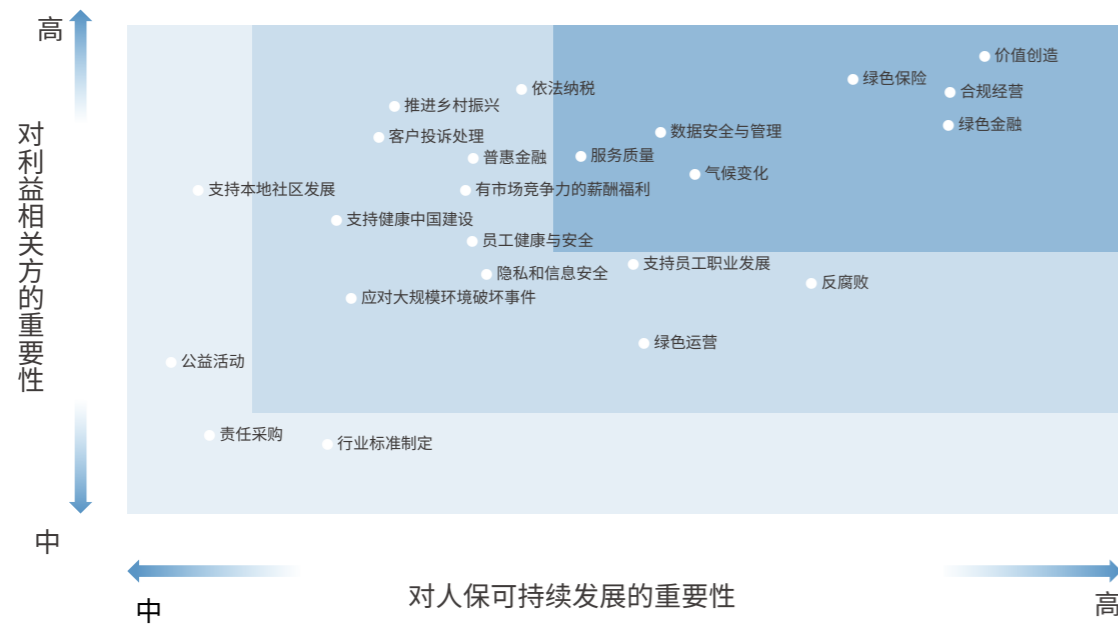 高
对利益相关方的重要性
中
价值创造
绿色保险
依法纳税
合规经营
推进乡村振兴
绿色金融
数据安全与管理
客户投诉处理
服务质量
普惠金融
气候变化
支持本地社区发展
有市场竞争力的薪酬福利
支持健康中国建设
员工健康与安全
支持员工职业发展
隐私和信息安全
反腐败
应对大规模环境破坏事件
绿色运营
公益活动
责任采购
行业标准制定
中
对人保可持续发展的重要性
高